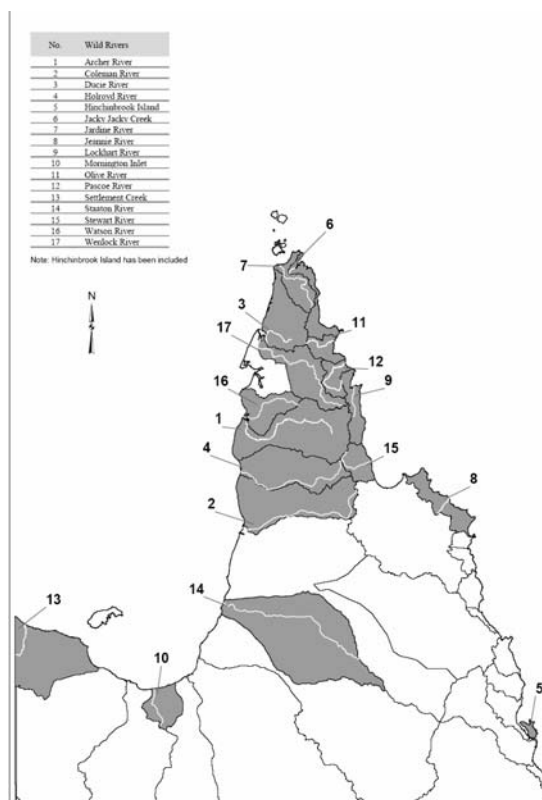 No. Wild Rivers
1 Archer River
2 Coleman River
3 Ducie River
4 Holroyd River
5 Hinchinbrook Island
6 Jacky Jacky Creek
7 Jardine River
8 Jeannie River
9 Lockhart River
10 Mornington Inlet
11 Olive River
12 Pascoe River
13 Settlement Creek
14 Staaton River
15 Stewart River
16 Watson River
17 Wenlock River
Note: Hinchinbrook Island has been included
6
7
N
3
11
17
12
16
9
1
4
15
8
2
14
13
10
5